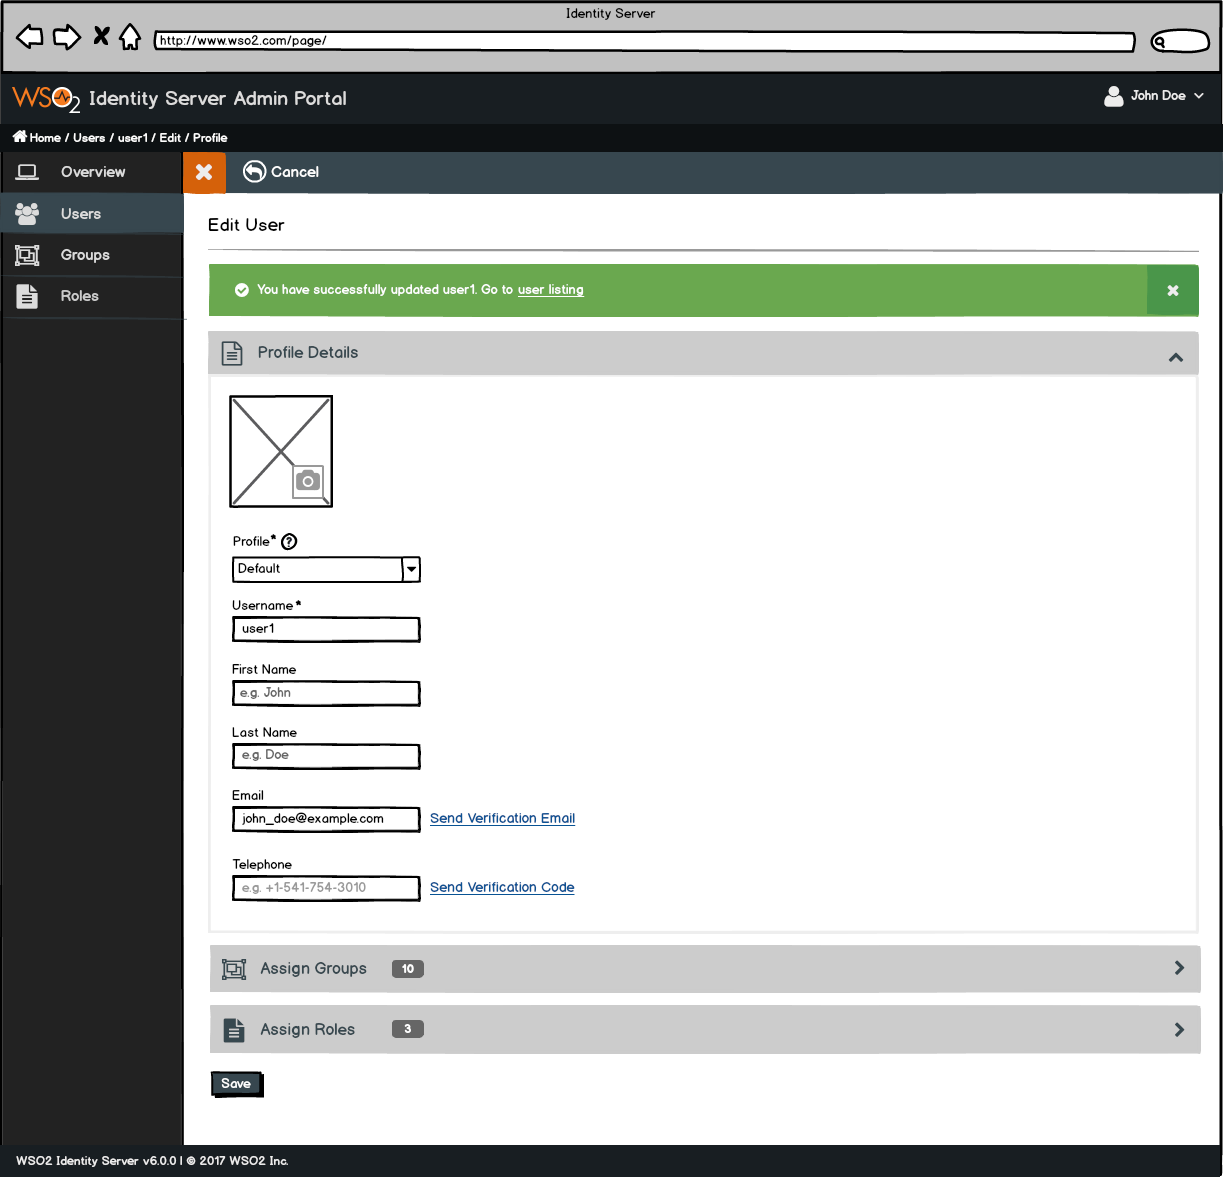 Identity Server
http://www.wso2.com/page/
WSO2 Identity Server Admin Portal
John Doe
Home / Users / user1 / Edit / Profile
Overview
Cancel
Users
Edit User
Groups
You have successfully updated user1. Go to user listing
Roles
Profile Details
Profile*
Default
Username*
user1
First Name
e.g. John
Last Name
e.g. Doe
Email
john_doe@example.com Send Verification Email
Telephone
e.g. +1-541-754-3010 Send Verification Code
Assign Groups 10
Assign Roles 3
Save
WSO2 Identity Server v6.0.0 | © 2017 WSO2 Inc.